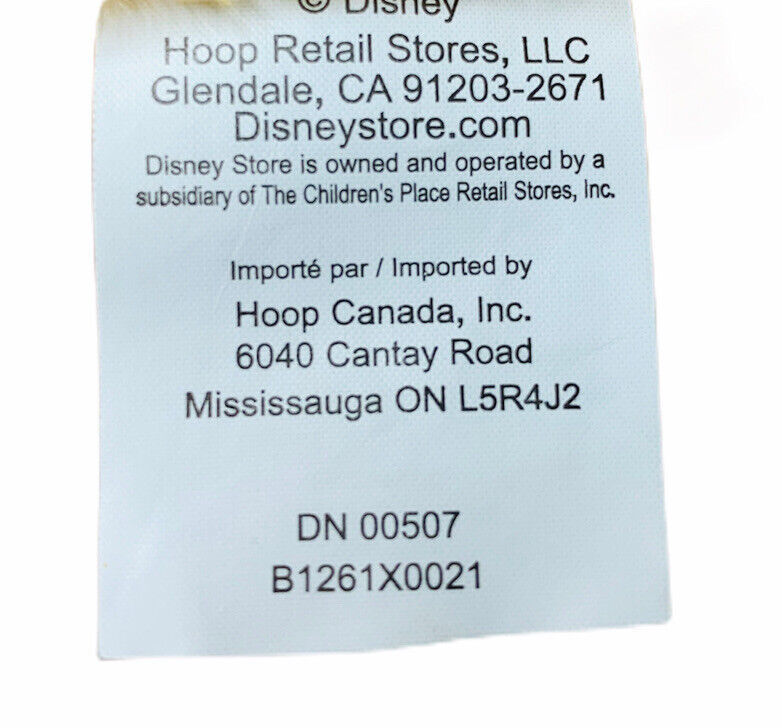 © Disney
Hoop Retail Stores, LLC
Glendale, CA 91203-2671
Disneystore.com
Disney Store is owned and operated by a
subsidiary of The Children's Place Retail Stores, Inc.
Importé par / Imported by
Hoop Canada, Inc.
6040 Cantay Road
Mississauga ON L5R4J2
DN 00507
B1261X0021